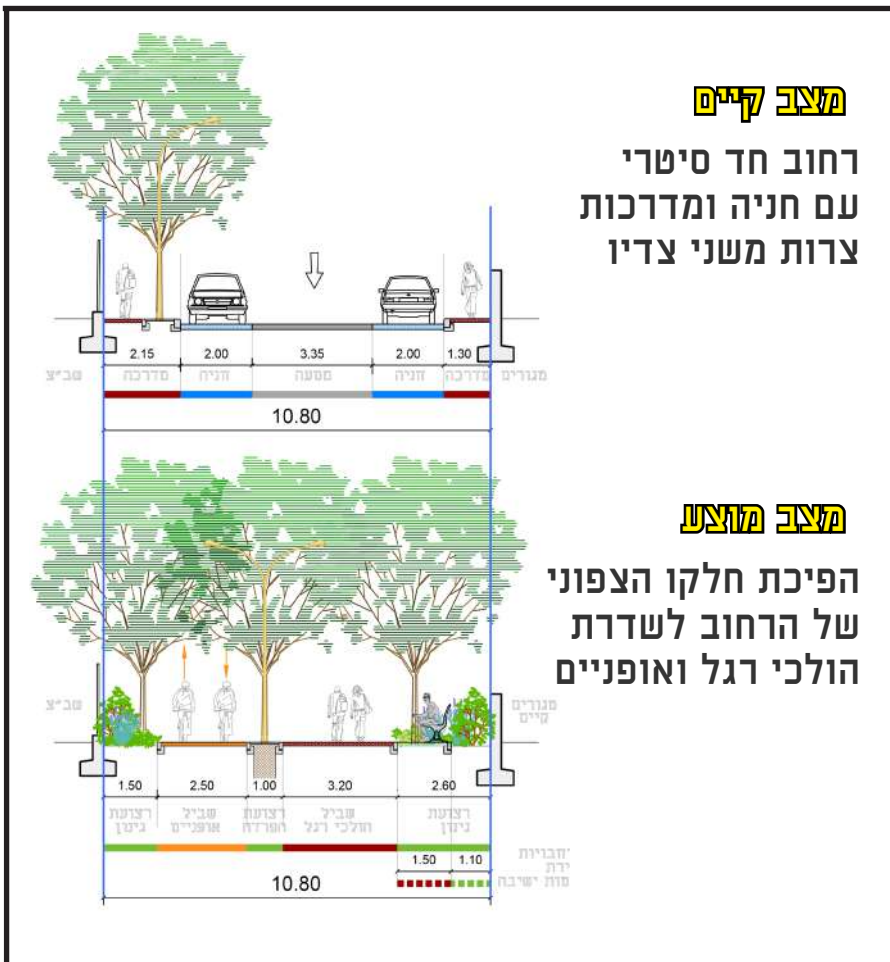 מצב קיים
רחוב חד סיטרי
עם חניה ומדרכות
צרות משני צדיו
2.15 2.00 3.35 2.00 1.30
שב"צ מדרכה חניה מסעה חניה מדרכה מגורים
10.80
מצב מוצע
הפיכת חלקו הצפוני
של הרחוב לשדרת
הולכי רגל ואופניים
שב"צ
מגורים
קיים
1.50 2.50 1.00 3.20 2.60
רצועת שביל רצועת שביל רצועת
גינון אופניים הפרדה הולכי רגל גינון
1.50 1.10
10.80